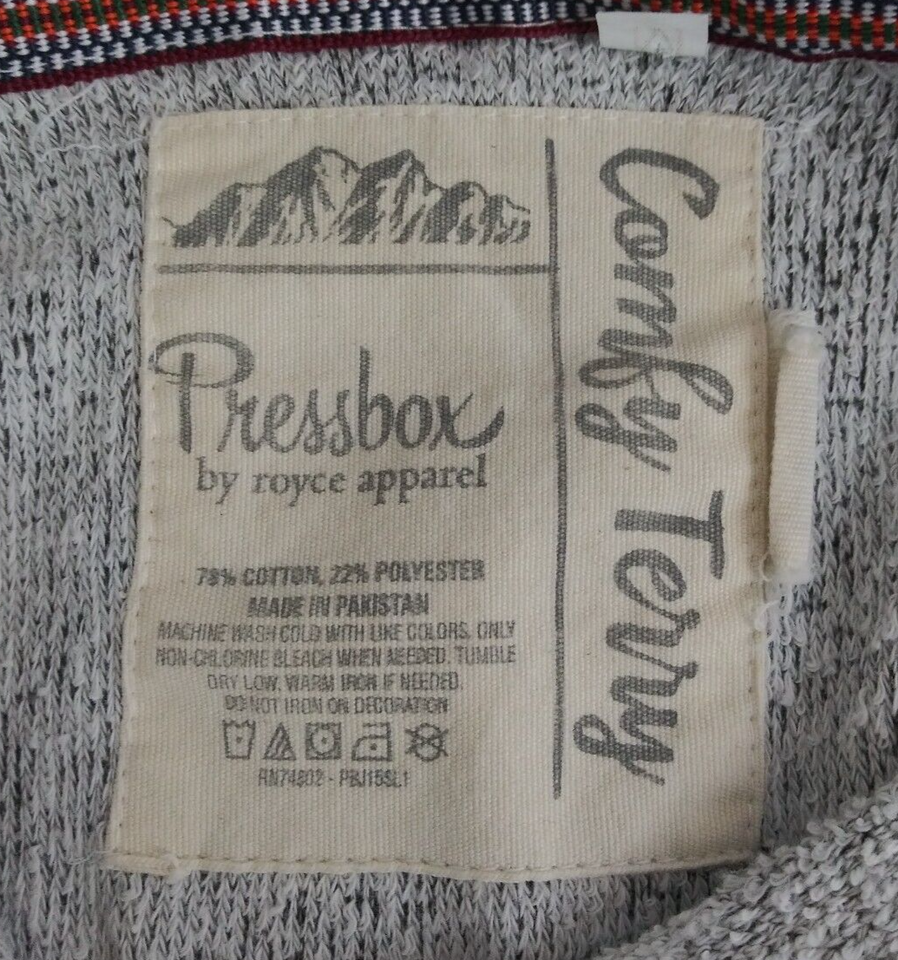 Pressbox
by royce apparel
78% COTTON, 22% POLYESTER
MADE IN PAKISTAN
MACHINE WASH COLD WITH LIKE COLORS, ONLY
NON-CHLORINE BLEACH WHEN NEEDED. TUMBLE
DRY LOW. WARM IRON IF NEEDED.
DO NOT IRON ON DECORATION
RN74802 - PBJ15SL1
Comfy Terry